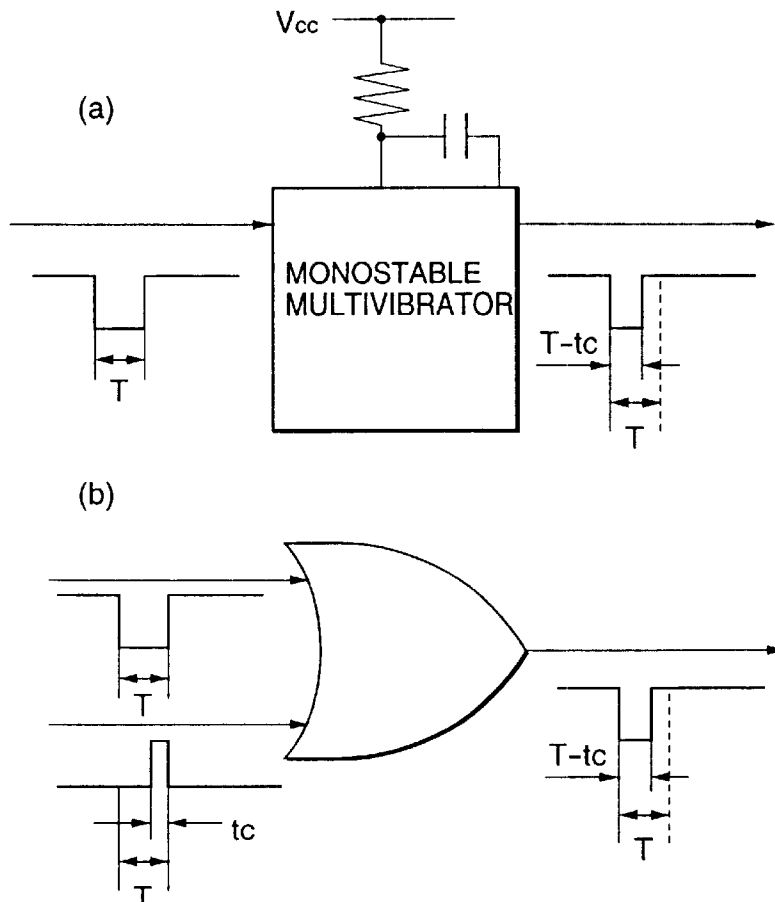 Vcc
(a)
MONOSTABLE
MULTIVIBRATOR
T
T-tc
T
(b)
T
tc
T
T-tc
T